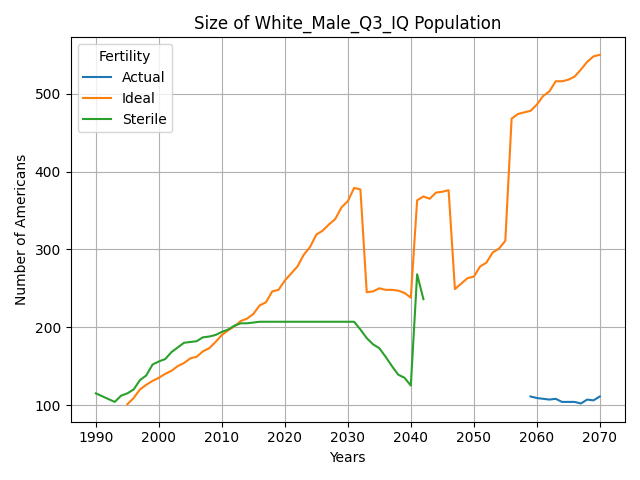 Size of White_Male_Q3_IQ Population
Fertility
Actual
Ideal
Sterile
Number of Americans
500
400
300
200
100
1990 2000 2010 2020 2030 2040 2050 2060 2070
Years